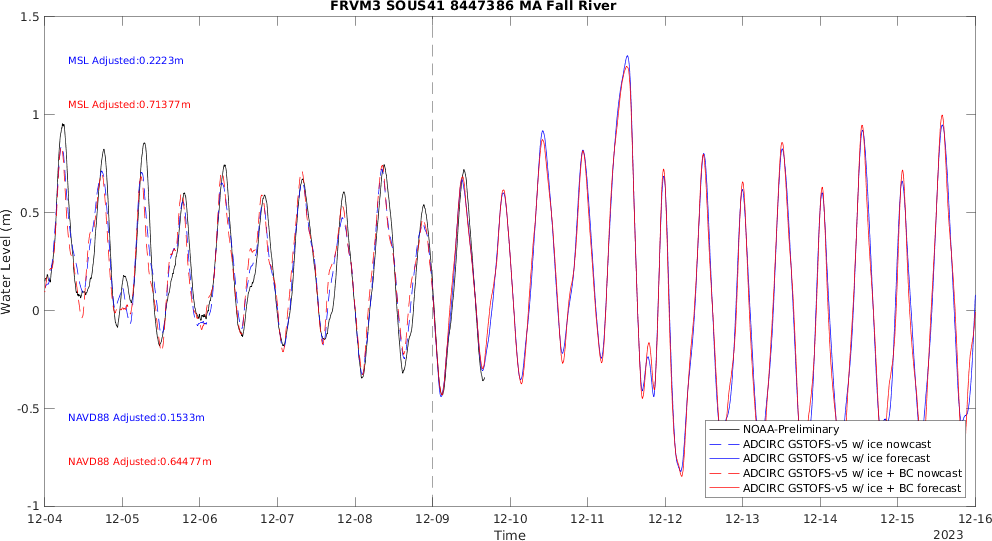 FRVM3 SOUS41 8447386 MA Fall River
1.5
1
0.5
0
-0.5
-1
Water Level (m)
MSL Adjusted:0.2223m
MSL Adjusted:0.71377m
NAVD88 Adjusted:0.1533m
NAVD88 Adjusted:0.64477m
NOAA-Preliminary
ADCIRC GSTOFS-v5 w/ ice nowcast
ADCIRC GSTOFS-v5 w/ ice forecast
ADCIRC GSTOFS-v5 w/ ice + BC nowcast
ADCIRC GSTOFS-v5 w/ ice + BC forecast
12-04 12-05 12-06 12-07 12-08 12-09 12-10 12-11 12-12 12-13 12-14 12-15 12-16
Time
2023